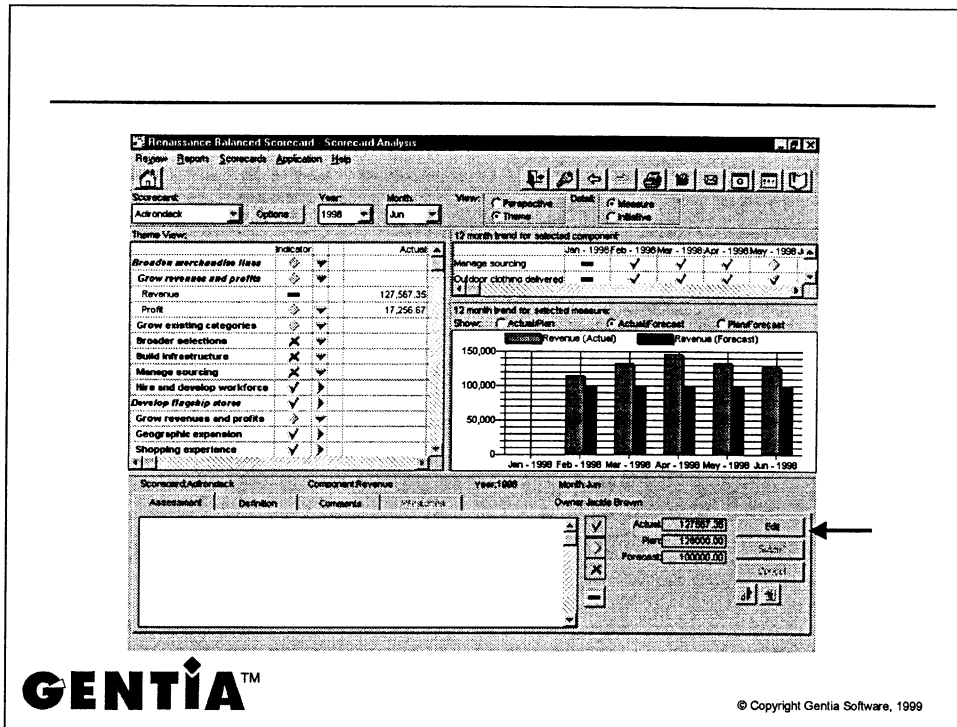 Renaissance Balanced Scorecard - Scorecard Analysis
Review Reports Scorecards Application Help
Scorecard: Year: Month: View: Perspective Detail: Measure
Adirondack Options... 1998 Jun Theme Initiative
Theme View:
Indicator Actual
Broaden merchandise lines
Grow revenues and profits
Revenue 127,567.35
Profit 17,256.67
Grow existing categories
Broader selections
Build infrastructure
Manage sourcing
Hire and develop workforce
Develop flagship stores
Grow revenues and profits
Geographic expansion
Shopping experience
12 month trend for selected component:
Jan - 1998 Feb - 1998 Mar - 1998 Apr - 1998 May - 1998 J
Manage sourcing
Outdoor clothing delivered
12 month trend for selected measure:
Show: Actual/Plan Actual/Forecast Plan/Forecast
Revenue (Actual) Revenue (Forecast)
150,000
100,000
50,000
0
Jan - 1998 Feb - 1998 Mar - 1998 Apr - 1998 May - 1998 Jun - 1998
Scorecard:Adirondack Component:Revenue Year:1998 Month:Jun
Assessment Definition Comments Owner:Jackie Brown
Actual: 127567.35 Edit
Plan: 128000.00 Submit
Forecast: 100000.00 Cancel
GENTIA™
© Copyright Gentia Software, 1999